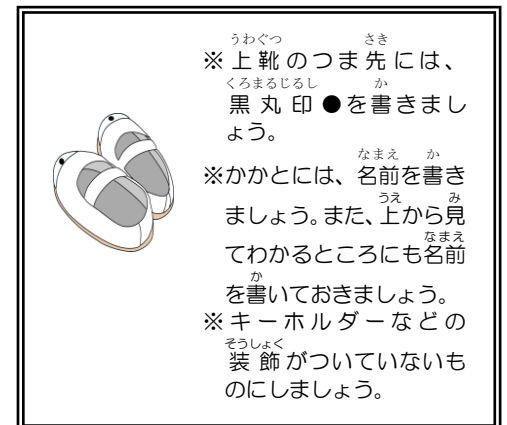 ※上靴のつま先には、
黒丸印●を書きまし
ょう。
※かかとには、名前を書き
ましょう。また、上から見
てわかるところにも名前
を書いておきましょう。
※キーホルダーなどの
装飾がついていないも
のにしましょう。